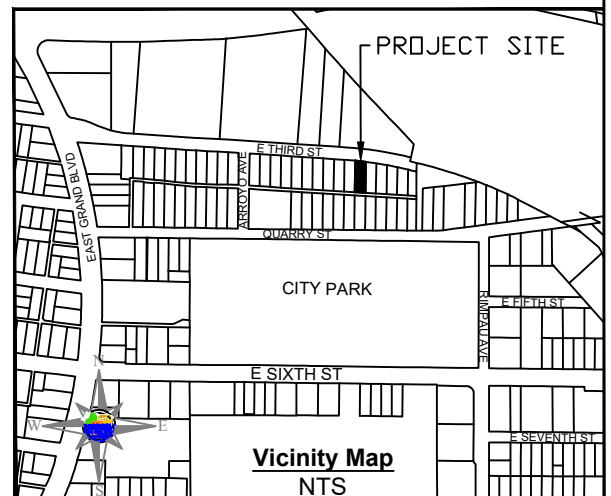 PROJECT SITE
E THIRD ST
EAST GRAND BLVD
ARROYO AVE
QUARRY ST
CITY PARK
RIMPAU AVE
E FIFTH ST
E SIXTH ST
N
W
E
S
E SEVENTH ST
Vicinity Map
NTS